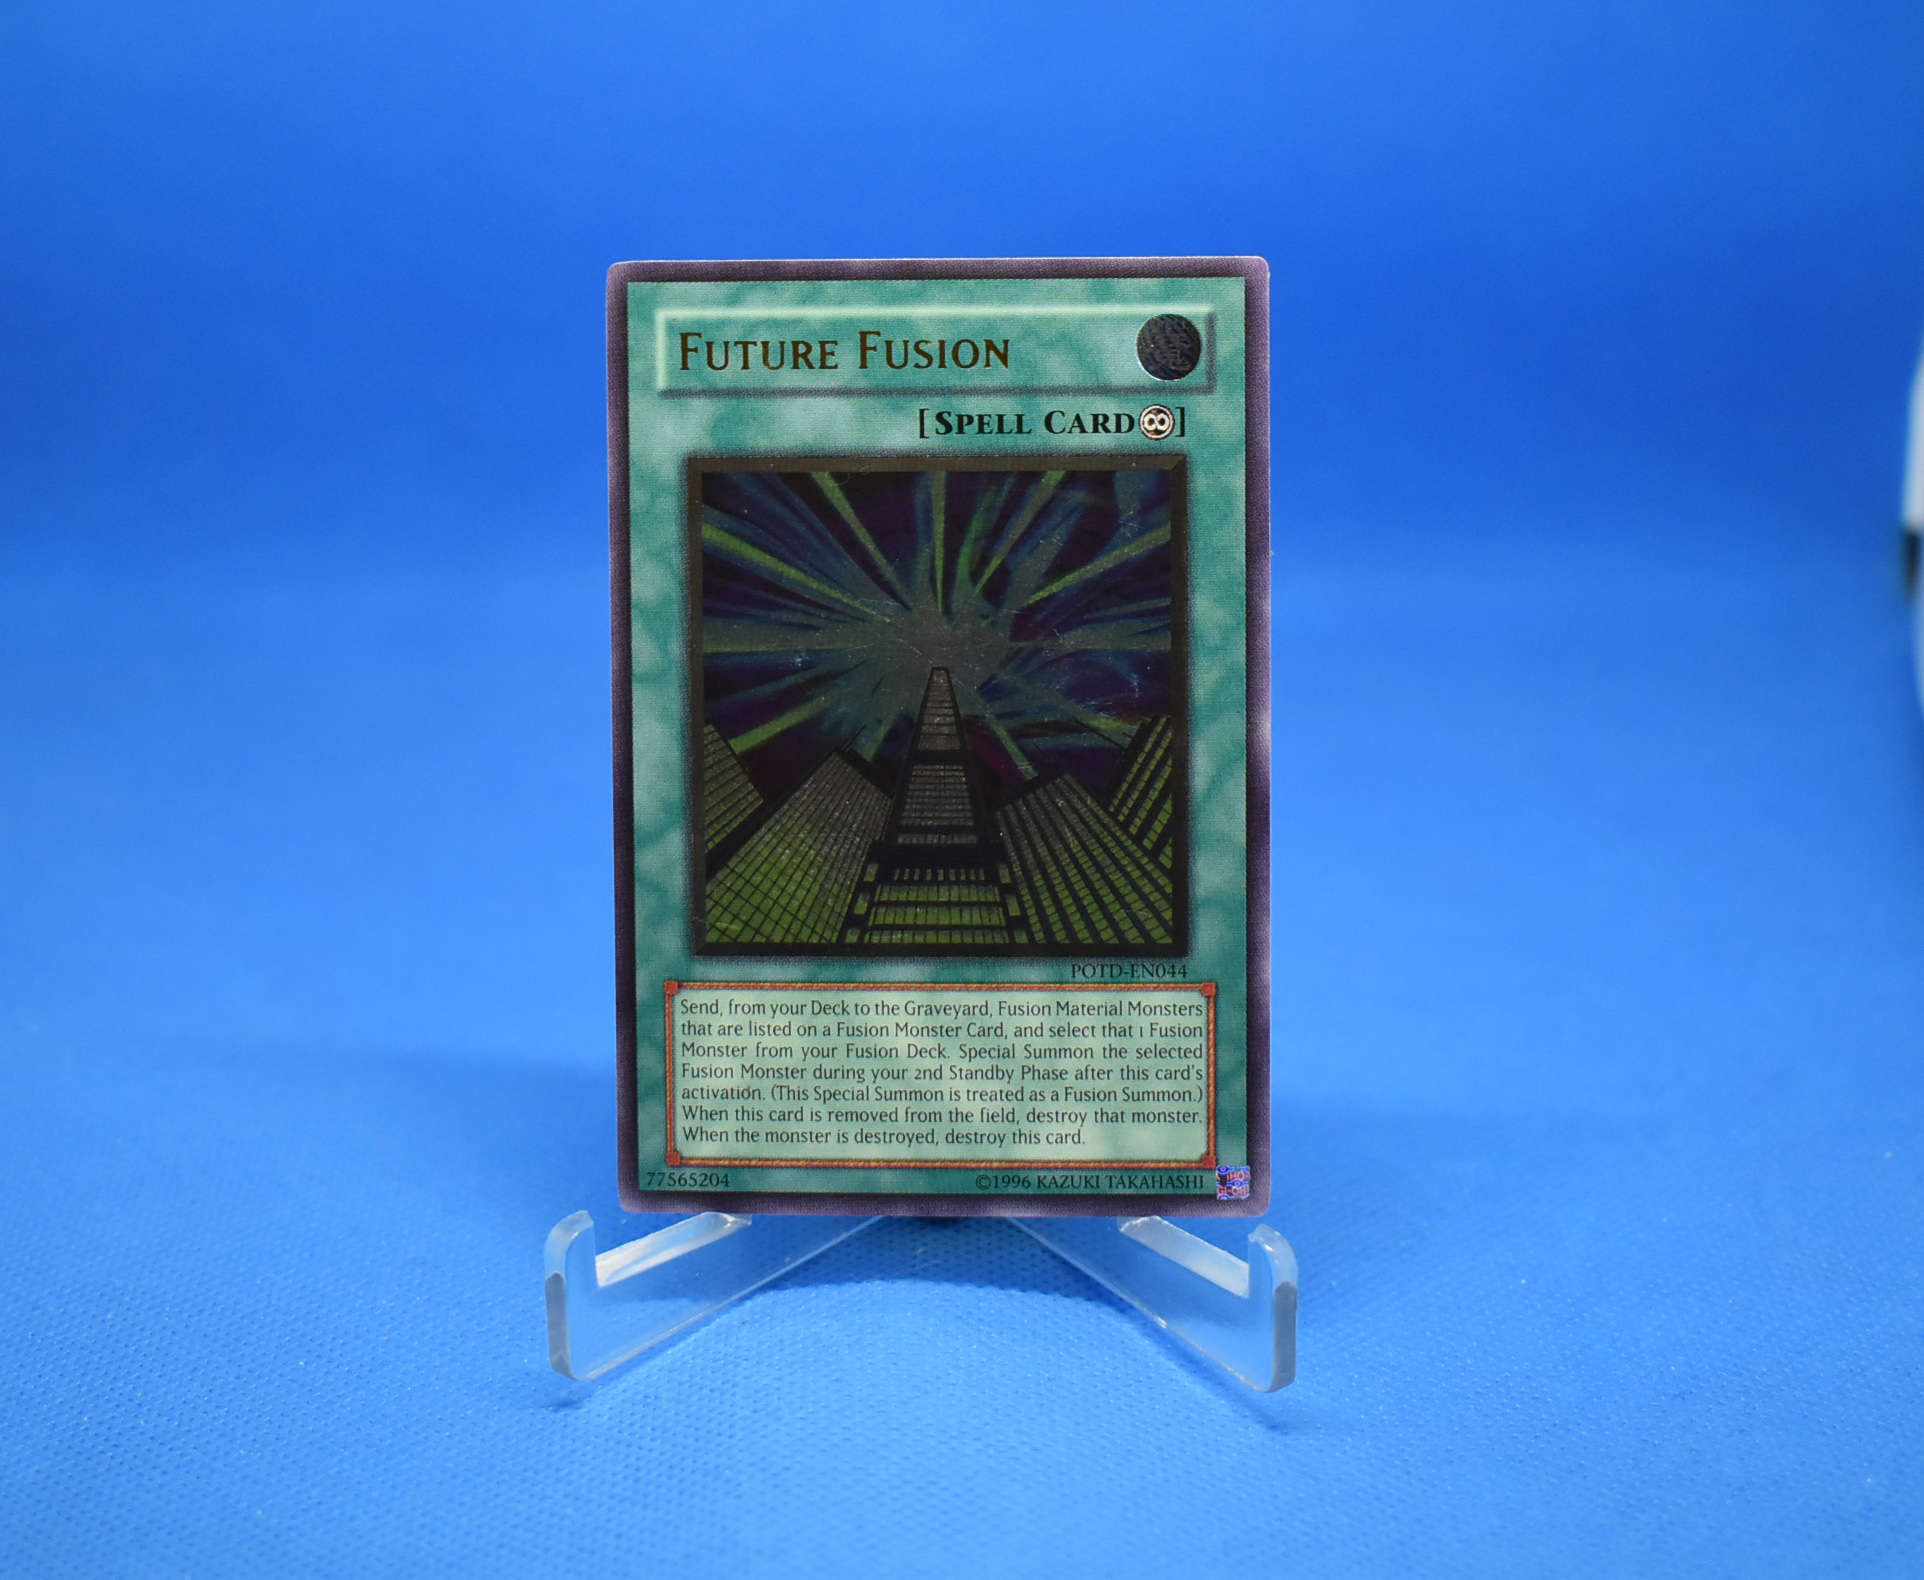 FUTURE FUSION
[SPELL CARD]
POTD-EN044
Send, from your Deck to the Graveyard, Fusion Material Monsters
that are listed on a Fusion Monster Card, and select that 1 Fusion
Monster from your Fusion Deck. Special Summon the selected
Fusion Monster during your 2nd Standby Phase after this card's
activation. (This Special Summon is treated as a Fusion Summon.)
When this card is removed from the field, destroy that monster.
When the monster is destroyed, destroy this card.
77565204 ©1996 KAZUKI TAKAHASHI